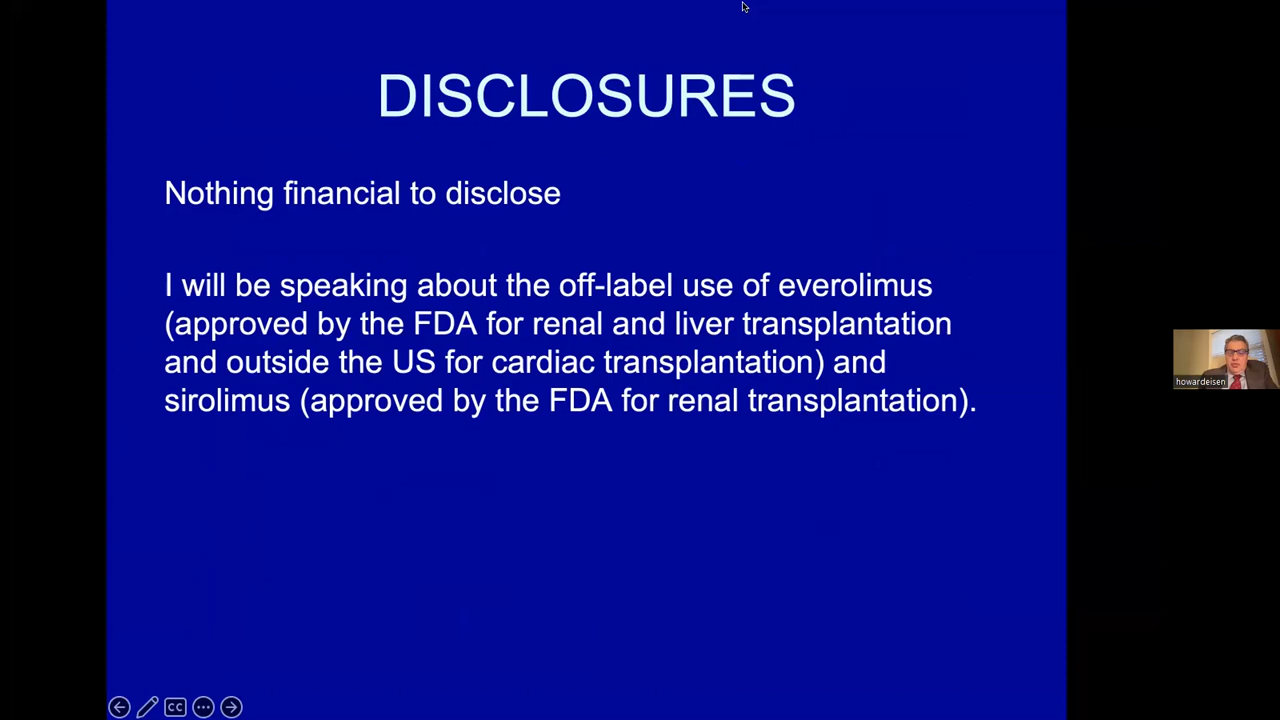 DISCLOSURES
Nothing financial to disclose
I will be speaking about the off-label use of everolimus
(approved by the FDA for renal and liver transplantation
and outside the US for cardiac transplantation) and
sirolimus (approved by the FDA for renal transplantation).
howardeisen
CC